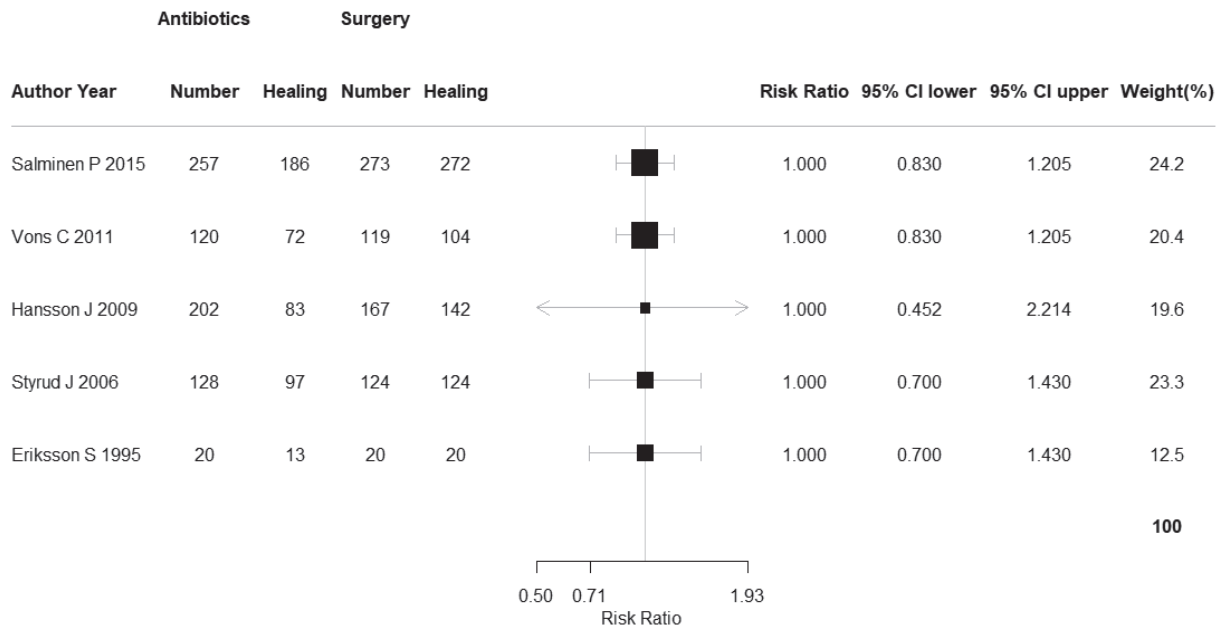 Antibiotics Surgery
Author Year Number Healing Number Healing Risk Ratio 95% CI lower 95% CI upper Weight(%)
Salminen P 2015 257 186 273 272 1.000 0.830 1.205 24.2
Vons C 2011 120 72 119 104 1.000 0.830 1.205 20.4
Hansson J 2009 202 83 167 142 1.000 0.452 2.214 19.6
Styrud J 2006 128 97 124 124 1.000 0.700 1.430 23.3
Eriksson S 1995 20 13 20 20 1.000 0.700 1.430 12.5
100
0.50 0.71 1.93
Risk Ratio